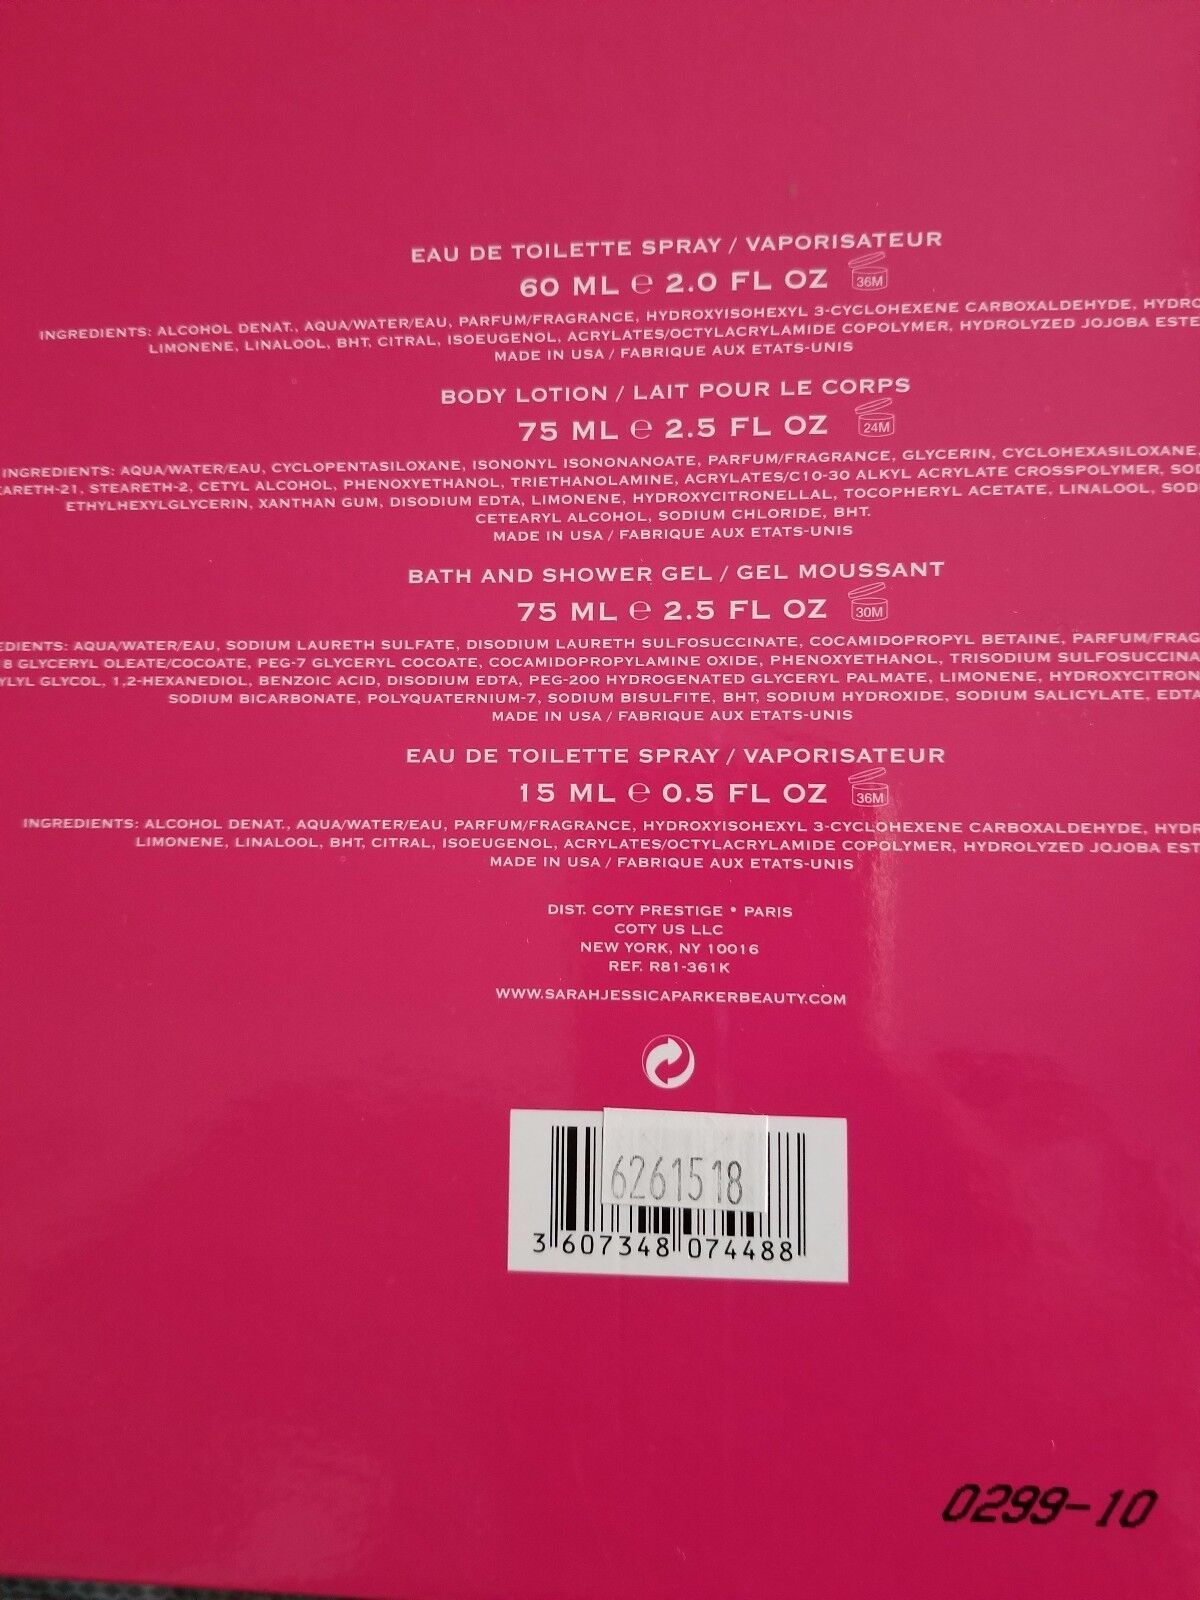 EAU DE TOILETTE SPRAY / VAPORISATEUR
60 ML ℮ 2.0 FL OZ 36M
INGREDIENTS: ALCOHOL DENAT., AQUA/WATER/EAU, PARFUM/FRAGRANCE, HYDROXYISOHEXYL 3-CYCLOHEXENE CARBOXALDEHYDE, HYDRO
LIMONENE, LINALOOL, BHT, CITRAL, ISOEUGENOL, ACRYLATES/OCTYLACRYLAMIDE COPOLYMER, HYDROLYZED JOJOBA ESTE
MADE IN USA / FABRIQUE AUX ETATS-UNIS
BODY LOTION / LAIT POUR LE CORPS
75 ML ℮ 2.5 FL OZ 24M
INGREDIENTS: AQUA/WATER/EAU, CYCLOPENTASILOXANE, ISONONYL ISONONANOATE, PARFUM/FRAGRANCE, GLYCERIN, CYCLOHEXASILOXANE,
EARETH-21, STEARETH-2, CETYL ALCOHOL, PHENOXYETHANOL, TRIETHANOLAMINE, ACRYLATES/C10-30 ALKYL ACRYLATE CROSSPOLYMER, SOD
ETHYLHEXYLGLYCERIN, XANTHAN GUM, DISODIUM EDTA, LIMONENE, HYDROXYCITRONELLAL, TOCOPHERYL ACETATE, LINALOOL, SODI
CETEARYL ALCOHOL, SODIUM CHLORIDE, BHT.
MADE IN USA / FABRIQUE AUX ETATS-UNIS
BATH AND SHOWER GEL / GEL MOUSSANT
75 ML ℮ 2.5 FL OZ 30M
EDIENTS: AQUA/WATER/EAU, SODIUM LAURETH SULFATE, DISODIUM LAURETH SULFOSUCCINATE, COCAMIDOPROPYL BETAINE, PARFUM/FRAG
8 GLYCERYL OLEATE/COCOATE, PEG-7 GLYCERYL COCOATE, COCAMIDOPROPYLAMINE OXIDE, PHENOXYETHANOL, TRISODIUM SULFOSUCCINA
YLYL GLYCOL, 1,2-HEXANEDIOL, BENZOIC ACID, DISODIUM EDTA, PEG-200 HYDROGENATED GLYCERYL PALMATE, LIMONENE, HYDROXYCITRON
SODIUM BICARBONATE, POLYQUATERNIUM-7, SODIUM BISULFITE, BHT, SODIUM HYDROXIDE, SODIUM SALICYLATE, EDTA
MADE IN USA / FABRIQUE AUX ETATS-UNIS
EAU DE TOILETTE SPRAY / VAPORISATEUR
15 ML ℮ 0.5 FL OZ 36M
INGREDIENTS: ALCOHOL DENAT., AQUA/WATER/EAU, PARFUM/FRAGRANCE, HYDROXYISOHEXYL 3-CYCLOHEXENE CARBOXALDEHYDE, HYDR
LIMONENE, LINALOOL, BHT, CITRAL, ISOEUGENOL, ACRYLATES/OCTYLACRYLAMIDE COPOLYMER, HYDROLYZED JOJOBA EST
MADE IN USA / FABRIQUE AUX ETATS-UNIS
DIST. COTY PRESTIGE • PARIS
COTY US LLC
NEW YORK, NY 10016
REF. R81-361K
WWW.SARAHJESSICAPARKERBEAUTY.COM
6261518
3 607348 074488
0299-10